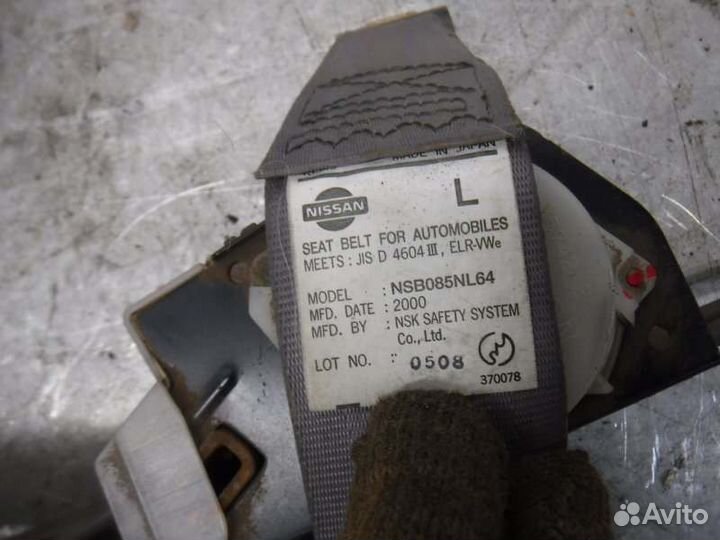 MADE IN JAPAN
NISSAN
L
SEAT BELT FOR AUTOMOBILES
MEETS : JIS D 4604 III, ELR-VWe
MODEL : NSB085NL64
MFD. DATE : 2000
MFD. BY : NSK SAFETY SYSTEM
Co., Ltd.
LOT NO. : 0508
370078
Avito